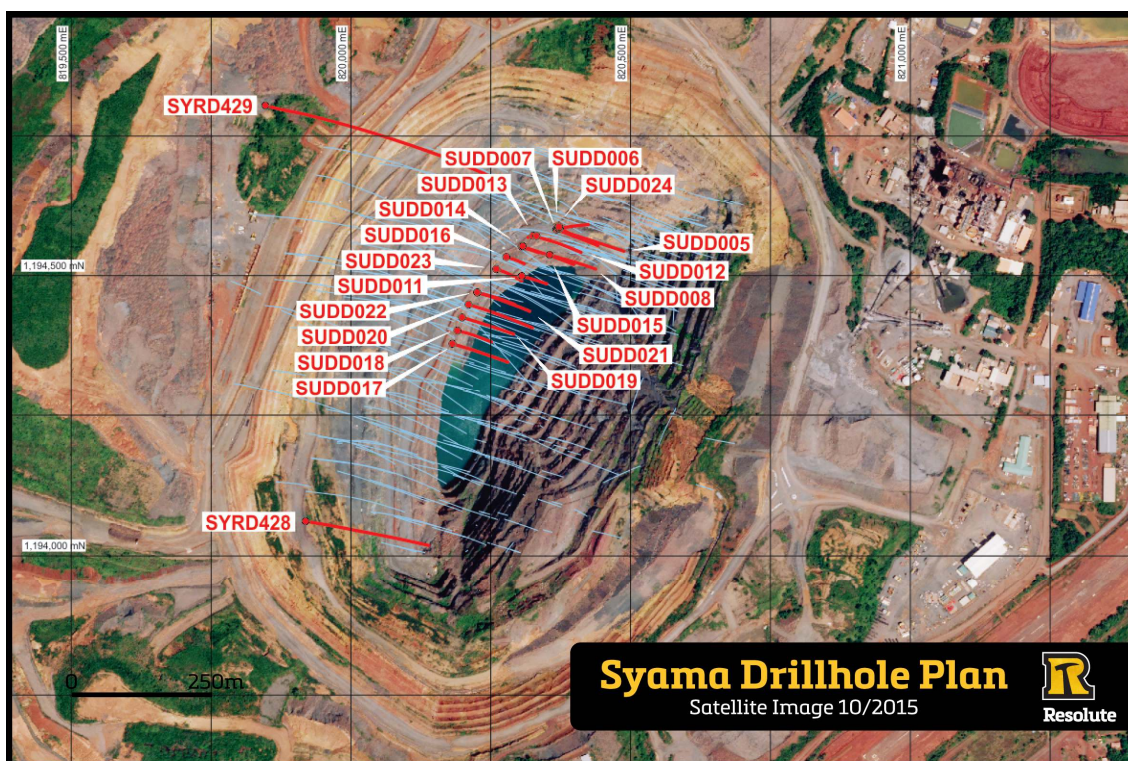 819,500 mE
820,000 mE
820,500 mE
821,000 mE
SYRD429
SUDD007
SUDD006
SUDD013
SUDD024
SUDD014
SUDD016
SUDD005
SUDD023
SUDD012
1,194,500 mN
SUDD011
SUDD008
SUDD022
SUDD015
SUDD020
SUDD021
SUDD018
SUDD019
SUDD017
SYRD428
1,194,000 mN
0 250m
Syama Drillhole Plan
Satellite Image 10/2015
R
Resolute